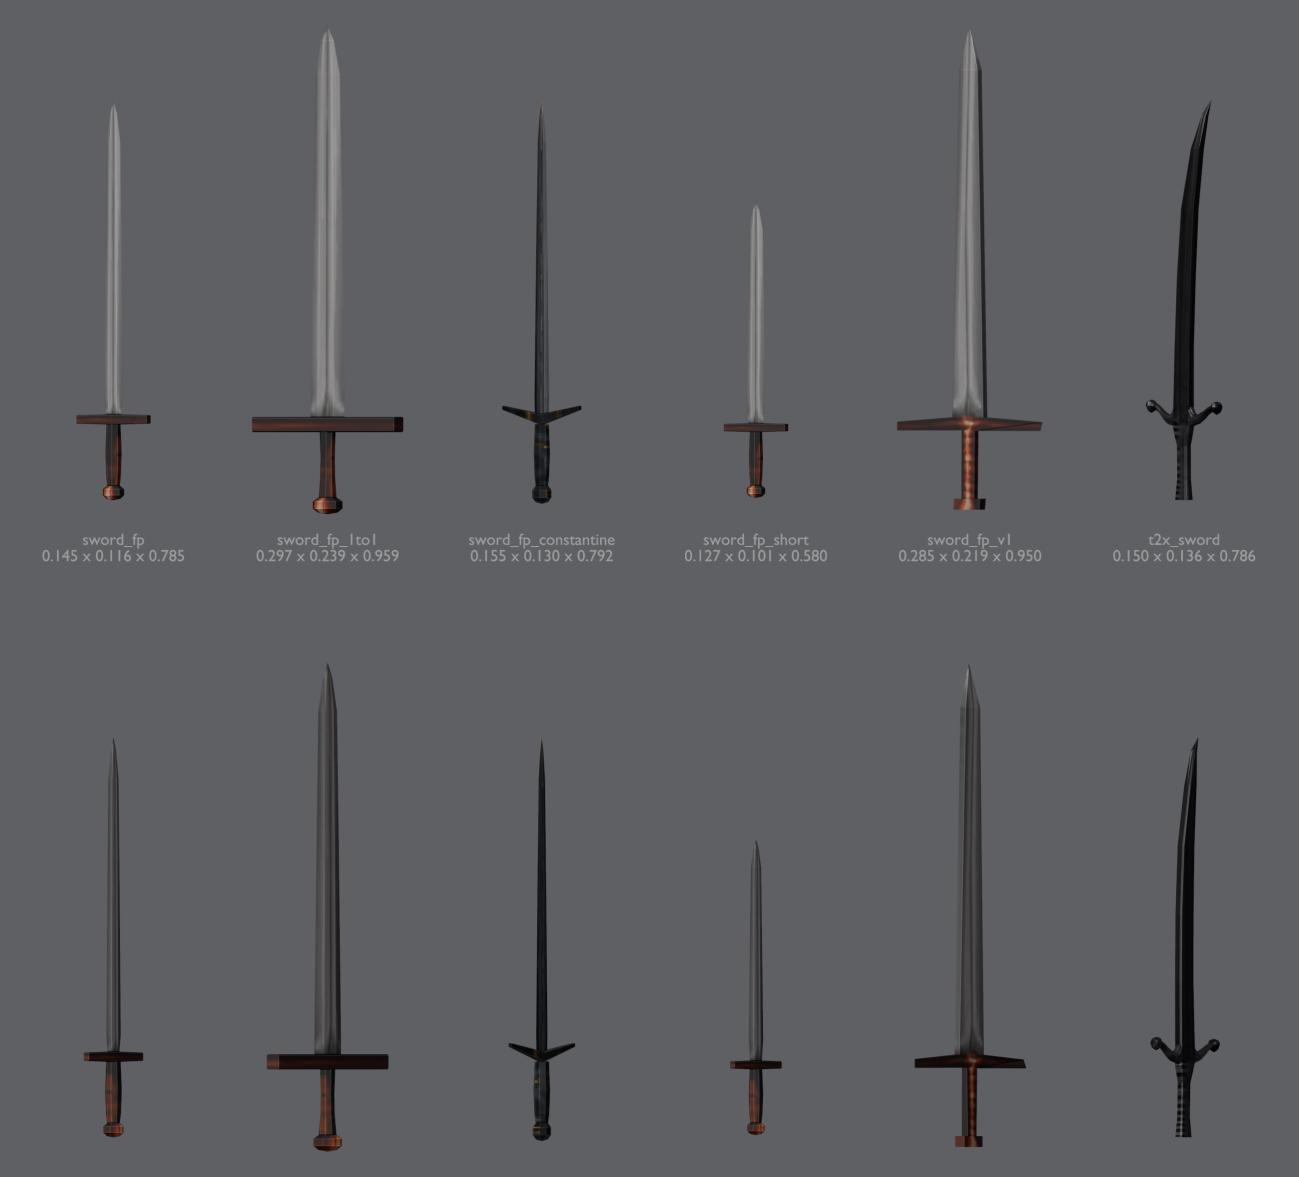 sword_fp
0.145 x 0.116 x 0.785
sword_fp_1to1
0.297 x 0.239 x 0.959
sword_fp_constantine
0.155 x 0.130 x 0.792
sword_fp_short
0.127 x 0.101 x 0.580
sword_fp_v1
0.285 x 0.219 x 0.950
t2x_sword
0.150 x 0.136 x 0.786